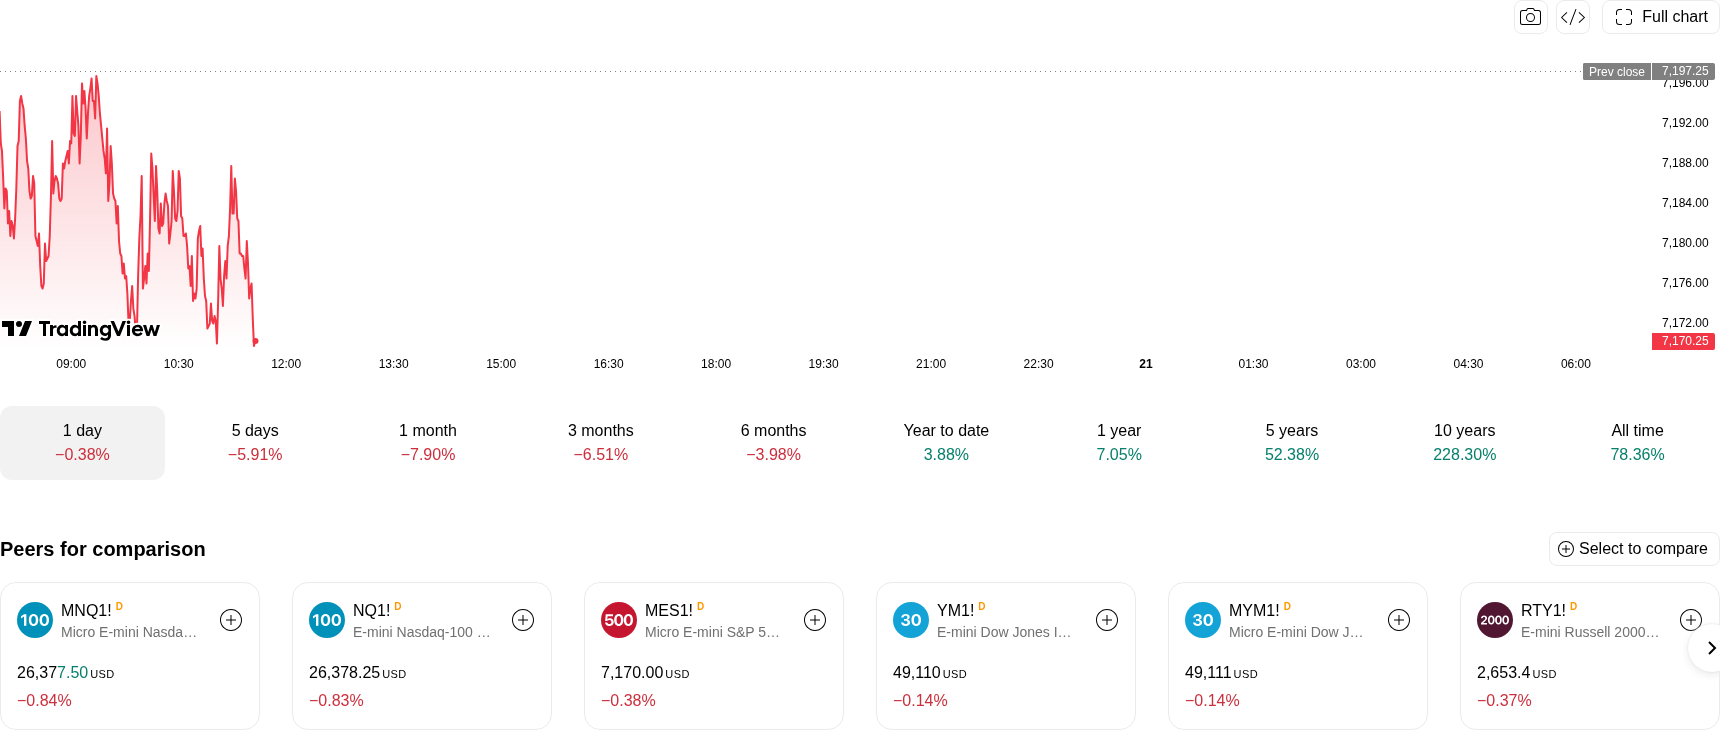 Full chart
Prev close 7,197.25
7,196.00
7,192.00
7,188.00
7,184.00
7,180.00
7,176.00
7,172.00
7,170.25
TradingView
09:00 10:30 12:00 13:30 15:00 16:30 18:00 19:30 21:00 22:30 21 01:30 03:00 04:30 06:00
1 day 5 days 1 month 3 months 6 months Year to date 1 year 5 years 10 years All time
−0.38% −5.91% −7.90% −6.51% −3.98% 3.88% 7.05% 52.38% 228.30% 78.36%
Peers for comparison
Select to compare
100 MNQ1! D
Micro E-mini Nasda…
26,377.50 USD
−0.84%
100 NQ1! D
E-mini Nasdaq-100 …
26,378.25 USD
−0.83%
500 MES1! D
Micro E-mini S&P 5…
7,170.00 USD
−0.38%
30 YM1! D
E-mini Dow Jones I…
49,110 USD
−0.14%
30 MYM1! D
Micro E-mini Dow J…
49,111 USD
−0.14%
2000 RTY1! D
E-mini Russell 2000…
2,653.4 USD
−0.37%